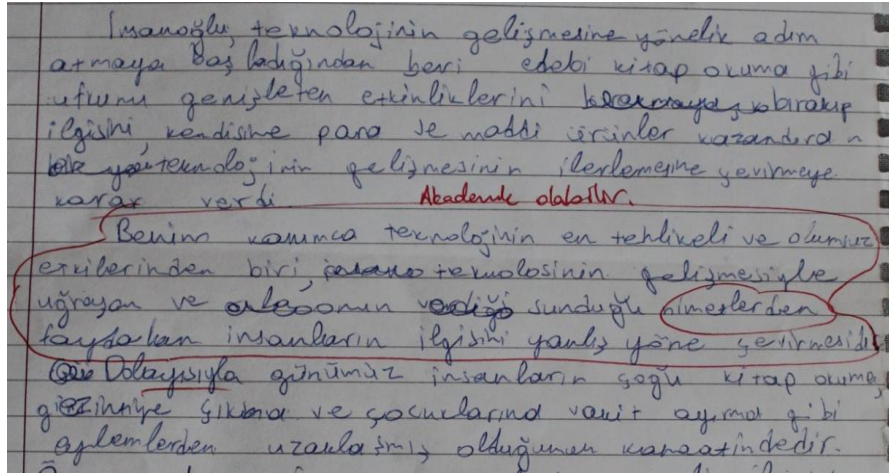 İnsanoğlu, teknolojinin gelişmesine yönelik adım
atmaya başladığından beri edebi kitap okuma gibi
ufkunu genişleten etkinliklerini bırakıp
ilgisini, kendisine para ve maddi ürünler kazandıran
teknolojinin gelişmesinin ilerlemesine çevirmeye
karar verdi.
Akademik olabilir.
Benim kanımca teknolojinin en tehlikeli ve olumsuz
etkilerinden biri, teknolosinin gelişmesiyle
uğraşan ve onun sunduğu nimetlerden
faydalanan insanların ilgisini yanlış yöne çevirmesidir
Dolayısıyla günümüz insanların çoğu kitap okuma,
gezintiye çıkma ve çocuklarına vakit ayırma gibi
eylemlerden uzaklaşmış olduğunun kanaatindedir.